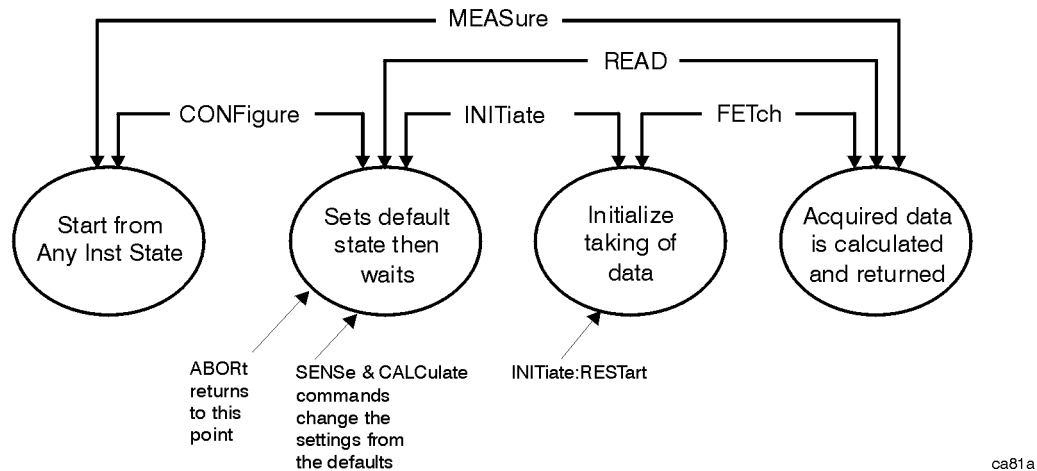 MEASure
READ
CONFigure
INITiate
FETch
Start from
Any Inst State
Sets default
state then
waits
Initialize
taking of
data
Acquired data
is calculated
and returned
ABORt
returns
to this
point
SENSe & CALCulate
commands
change the
settings from
the defaults
INITiate:RESTart
ca81a